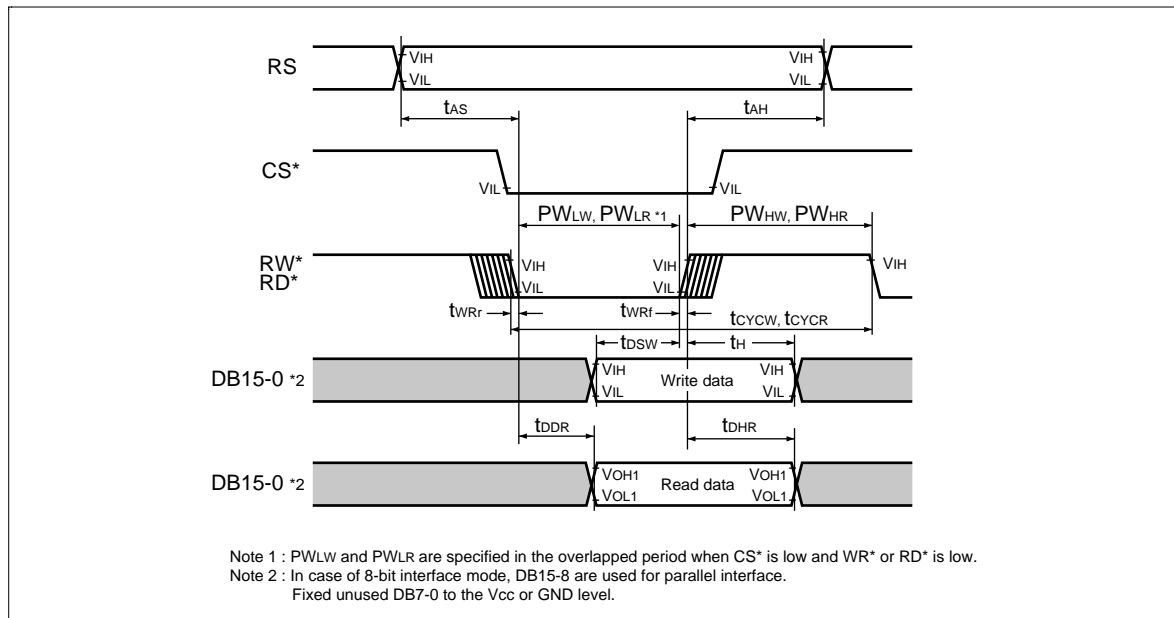 RS
VIH
VIH
VIL
VIL
tAS
tAH
CS*
VIL
VIL
PWLW, PWLR *1
PWHW, PWHR
RW*
RD*
VIH
VIH
VIH
VIL
VIL
tWRr
tWRf
tCYCW, tCYCR
tDSW
tH
DB15-0 *2
VIH
Write data
VIH
VIL
VIL
tDDR
tDHR
DB15-0 *2
VOH1
Read data
VOH1
VOL1
VOL1
Note 1 : PWLW and PWLR are specified in the overlapped period when CS* is low and WR* or RD* is low.
Note 2 : In case of 8-bit interface mode, DB15-8 are used for parallel interface.
Fixed unused DB7-0 to the Vcc or GND level.